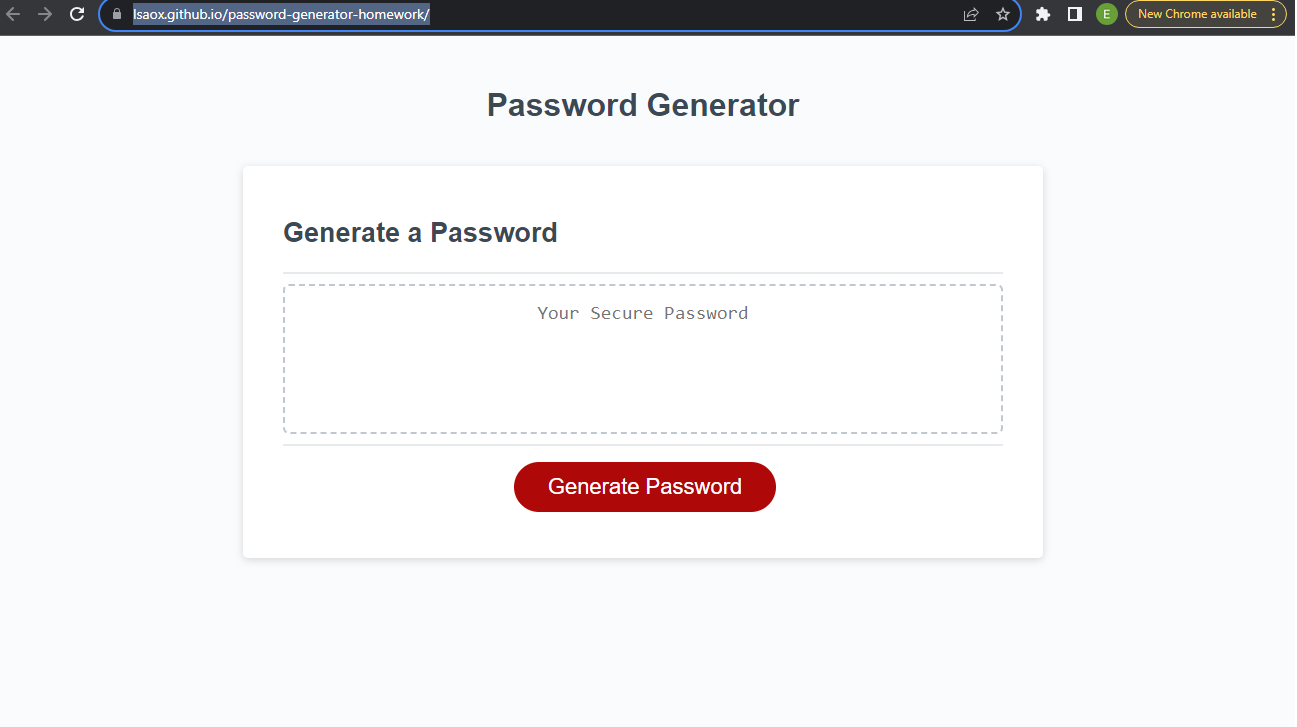 lsaox.github.io/password-generator-homework/
E
New Chrome available
Password Generator
Generate a Password
Your Secure Password
Generate Password